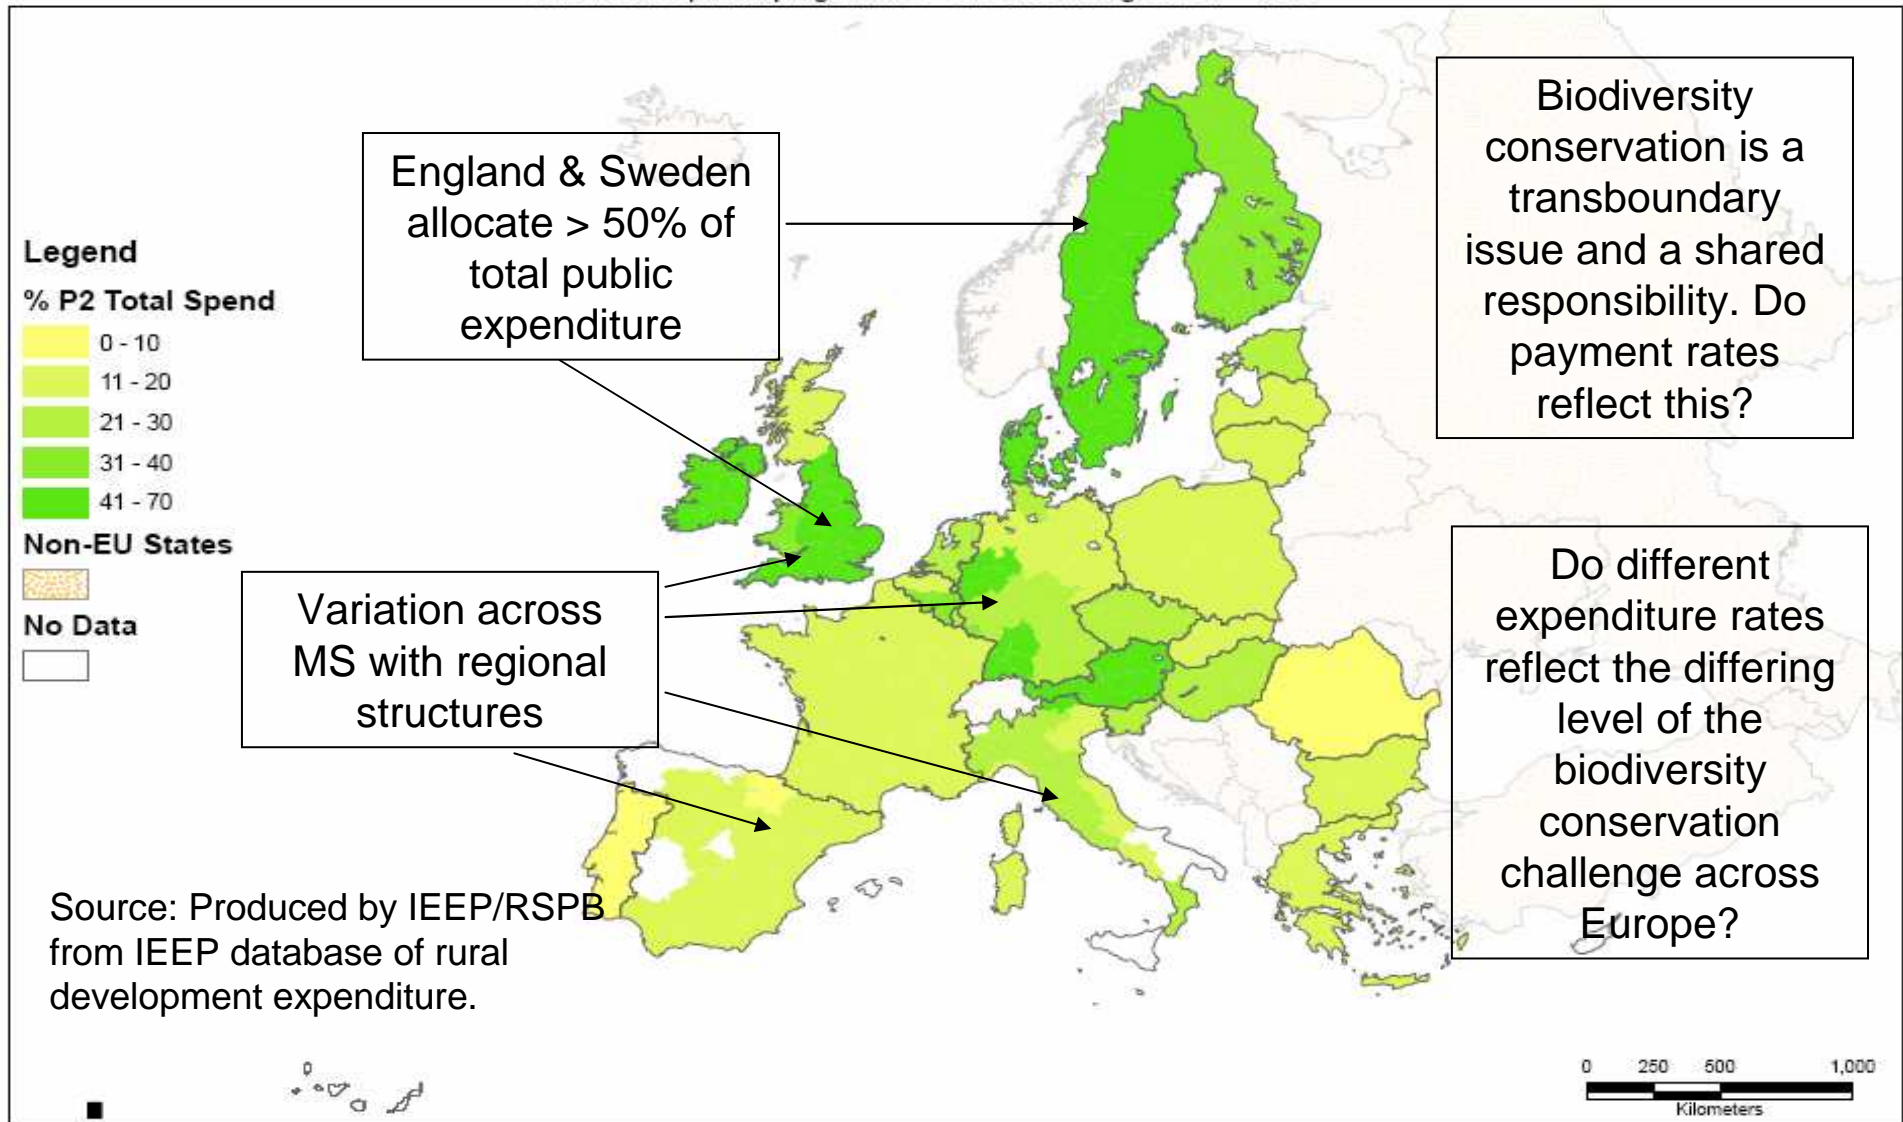 England & Sweden
allocate > 50% of
total public
expenditure
Biodiversity
conservation is a
transboundary
issue and a shared
responsibility. Do
payment rates
reflect this?
Legend
% P2 Total Spend
0 - 10
11 - 20
21 - 30
31 - 40
41 - 70
Non-EU States
No Data
Variation across
MS with regional
structures
Do different
expenditure rates
reflect the differing
level of the
biodiversity
conservation
challenge across
Europe?
Source: Produced by IEEP/RSPB
from IEEP database of rural
development expenditure.
0 250 500 1,000
Kilometers